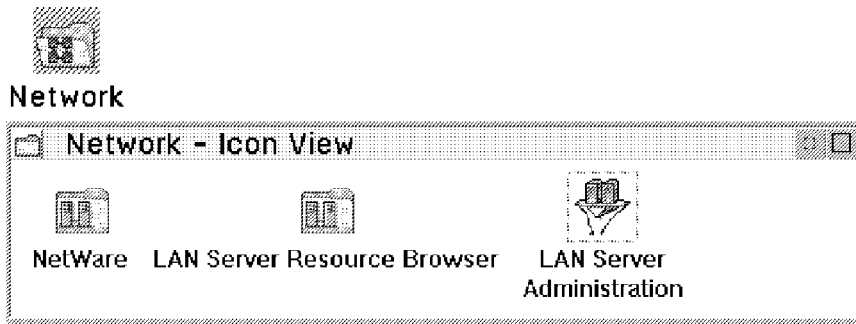 Network
Network - Icon View
NetWare
LAN Server Resource Browser
LAN Server
Administration